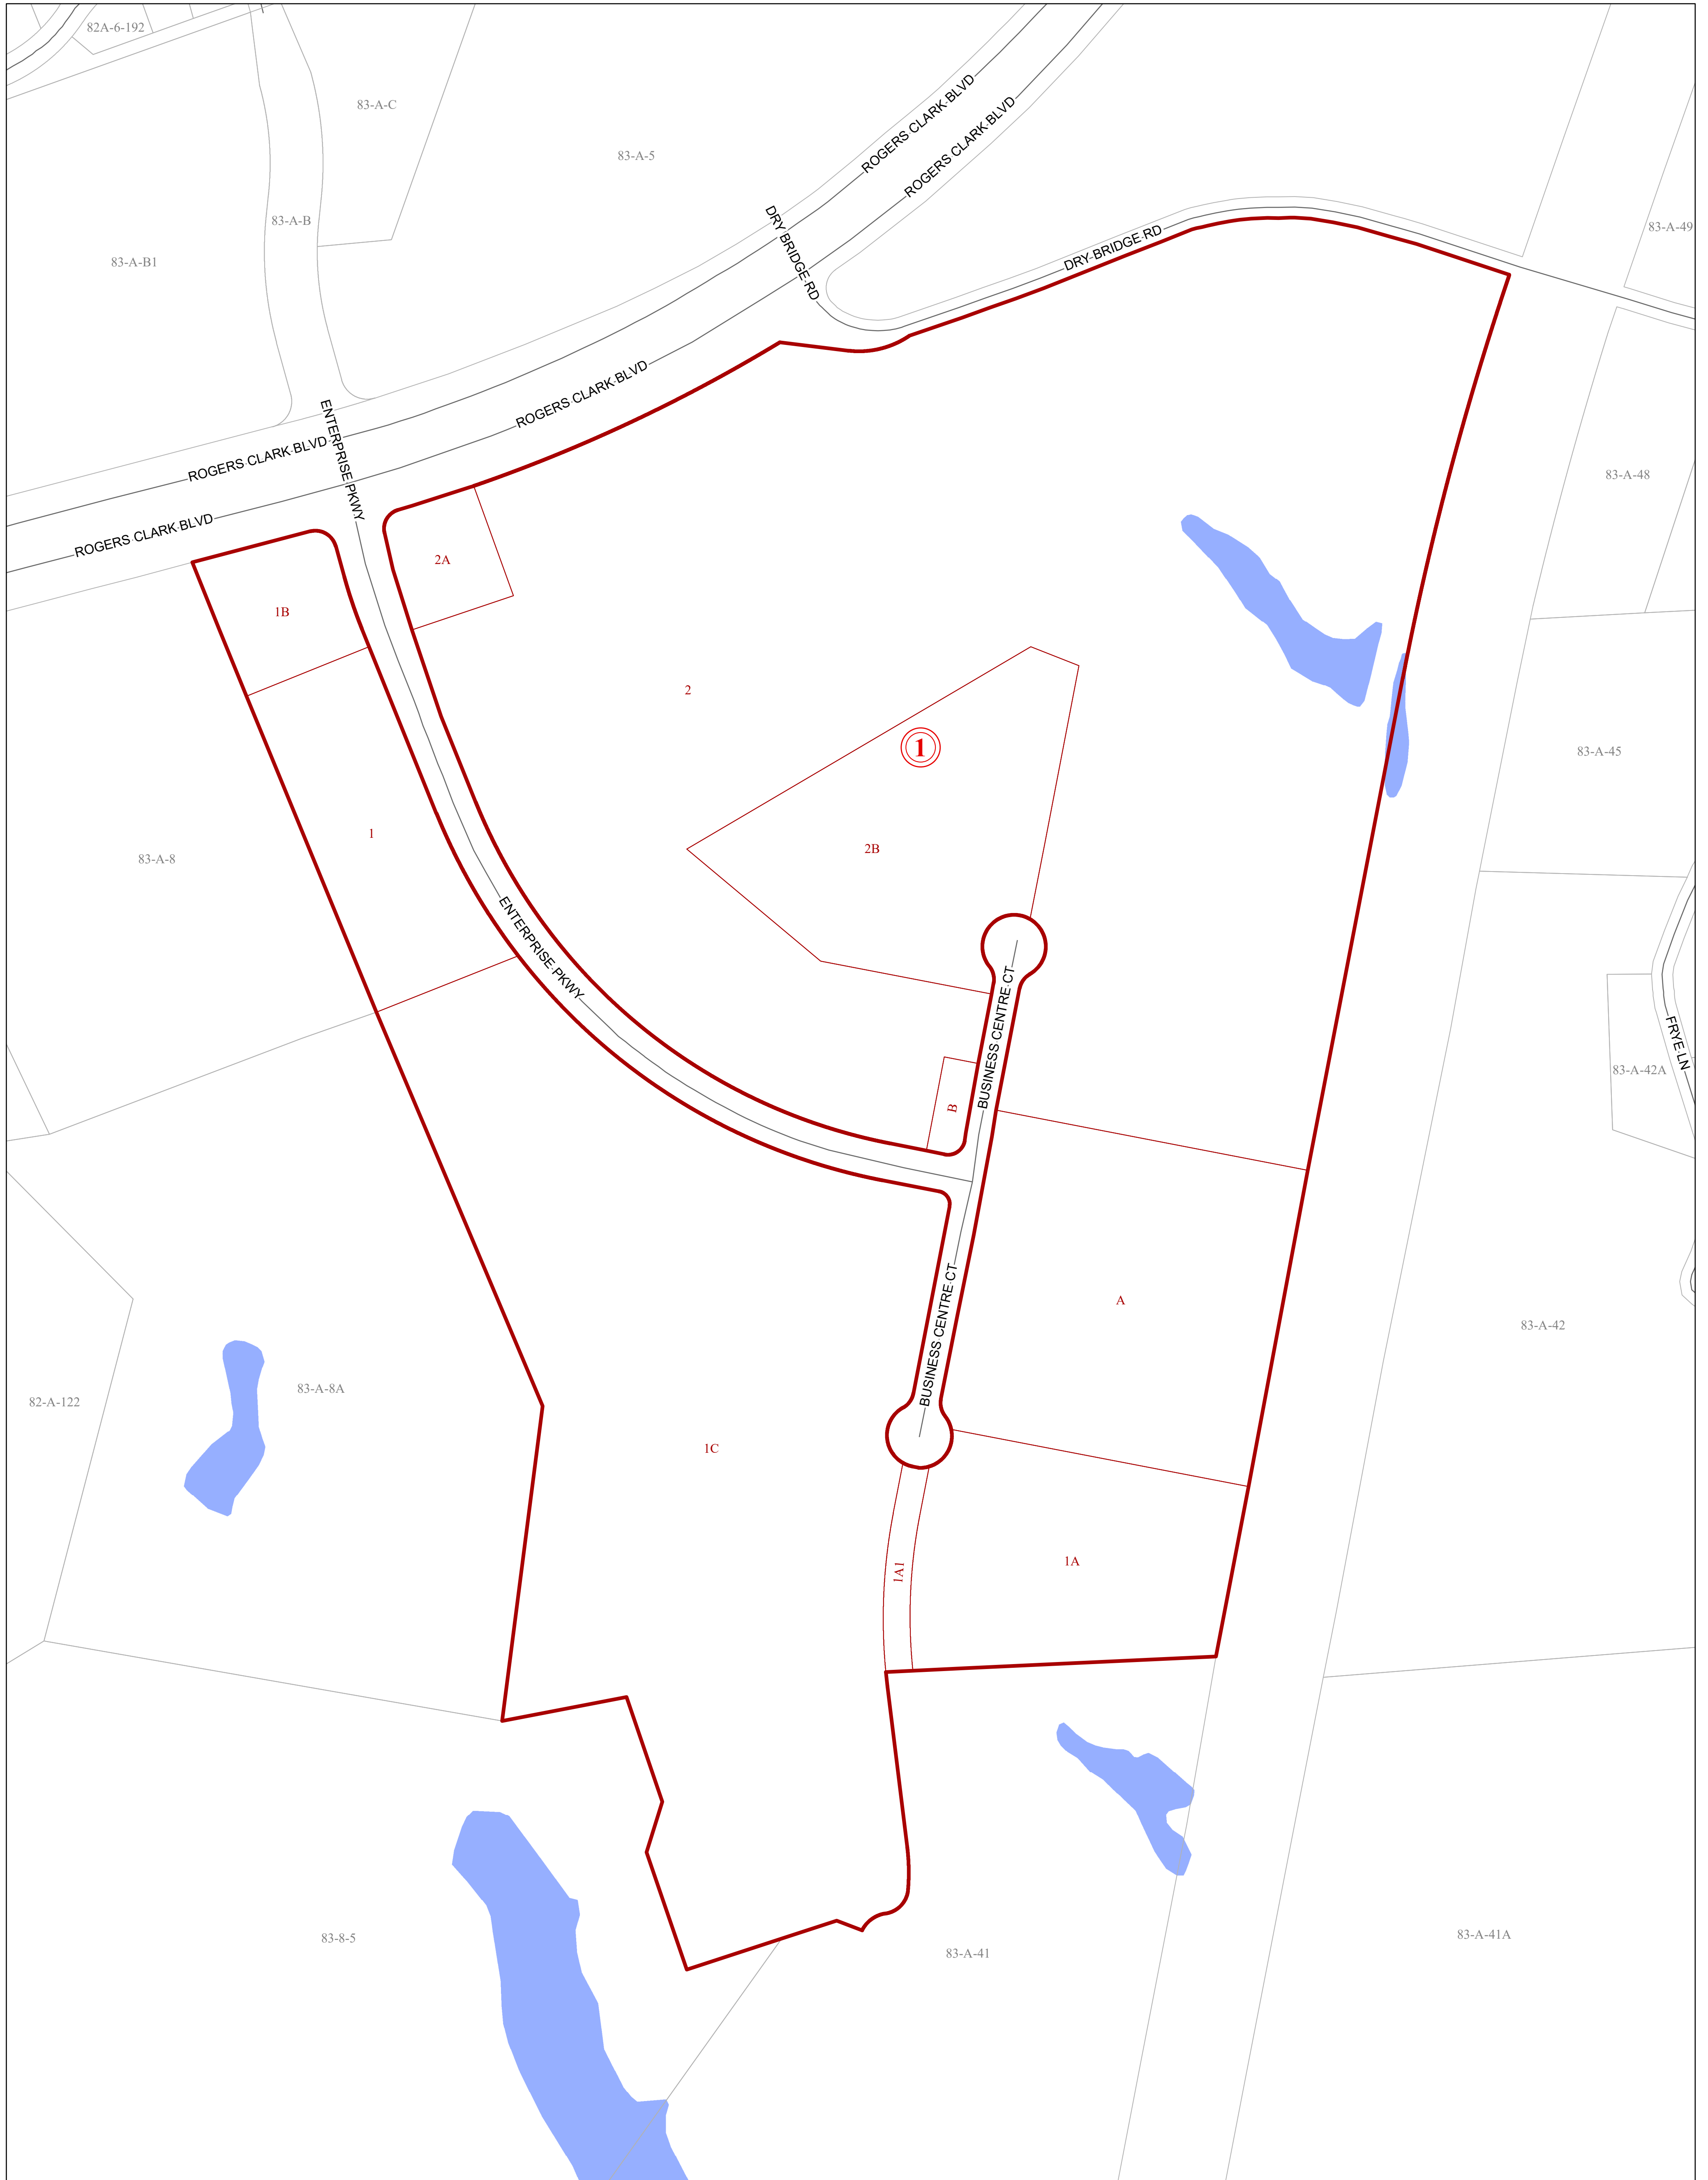 82A-6-192
83-A-C
83-A-5
ROGERS CLARK BLVD
ROGERS CLARK BLVD
83-A-B
83-A-B1
DRY BRIDGE RD
DRY BRIDGE RD
83-A-49
ROGERS CLARK BLVD
ENTERPRISE PKWY
ROGERS CLARK BLVD
ROGERS CLARK BLVD
83-A-48
2A
1B
2
1
83-A-45
1
2B
83-A-8
ENTERPRISE PKWY
BUSINESS CENTRE CT
FRYE LN
83-A-42A
B
A
83-A-42
BUSINESS CENTRE CT
83-A-8A
82-A-122
1C
1A
1A1
83-8-5
83-A-41
83-A-41A